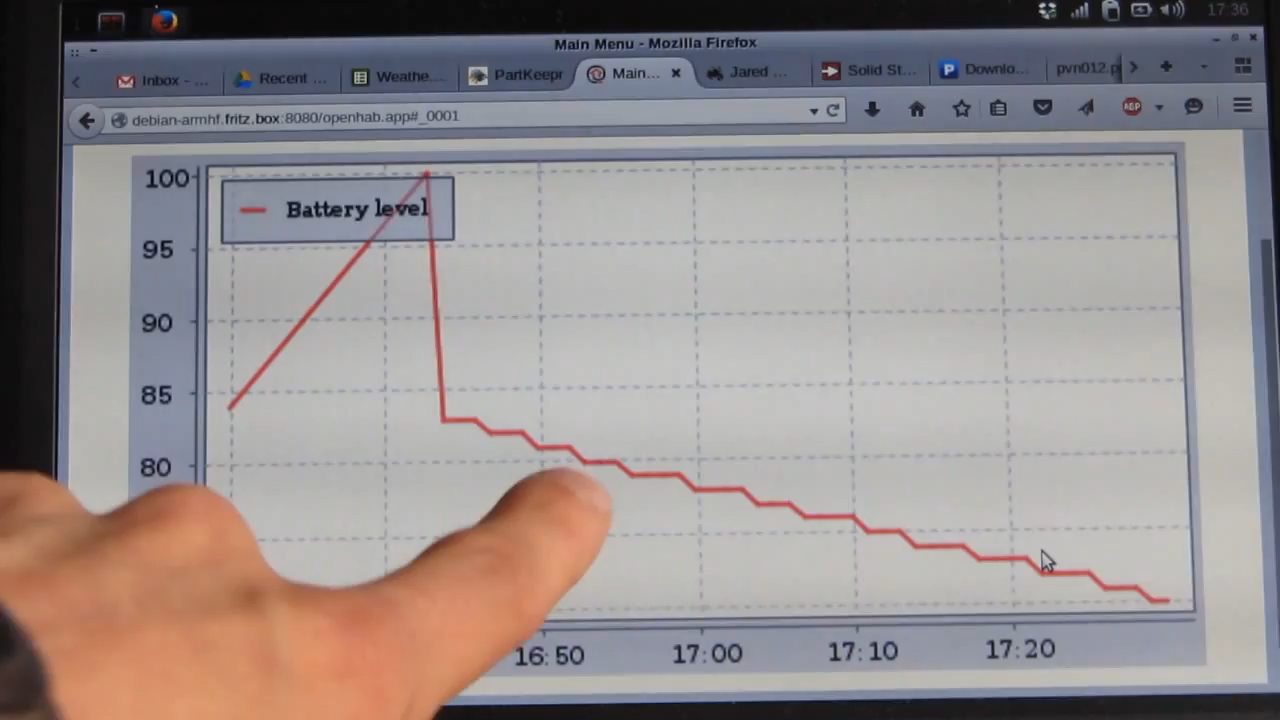 17:36
Main Menu - Mozilla Firefox
Inbox - ...
Recent ...
Weathe...
PartKeepr
Main...
Jared ...
Solid St...
Downlo...
pvn012.p
debian-armhf.fritz.box:8080/openhab.app#_0001
ABP
100
Battery level
95
90
85
80
16:50
17:00
17:10
17:20